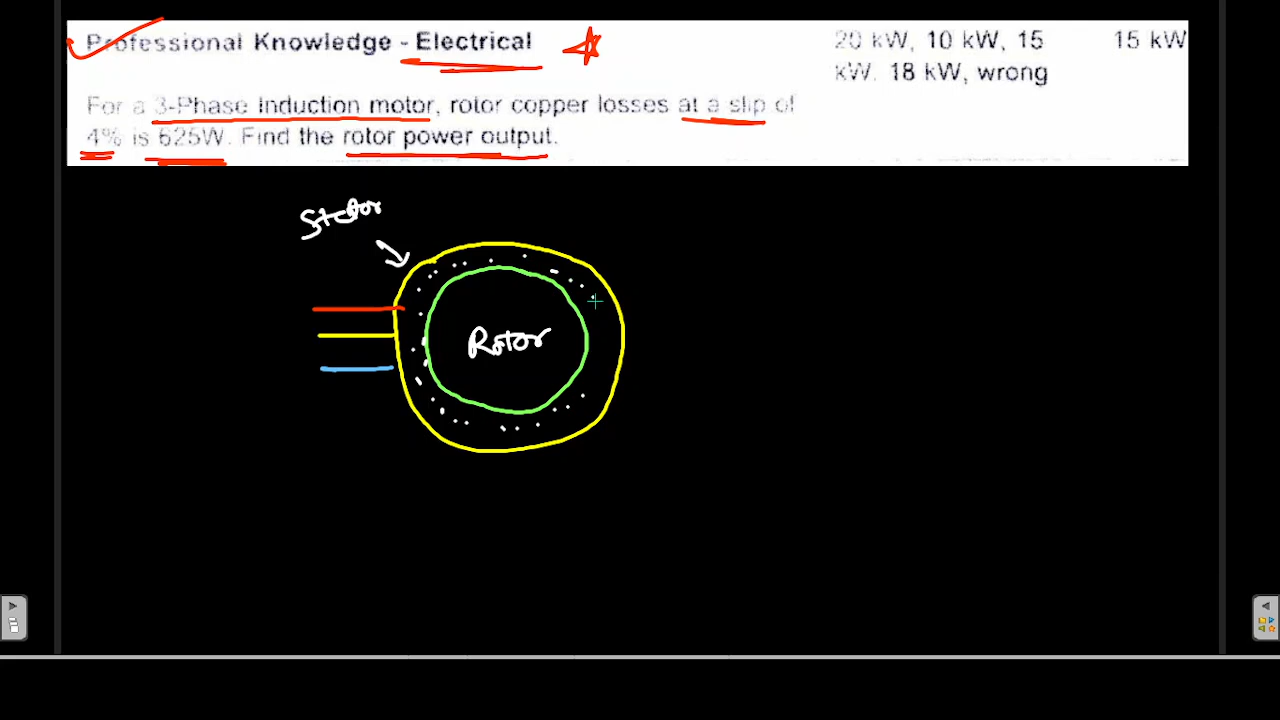 Professional Knowledge - Electrical
20 kW, 10 kW, 15 15 kW
kW. 18 kW, wrong
For a 3-Phase Induction motor, rotor copper losses at a slip of
4% is 625W. Find the rotor power output.
Stator
Rotor